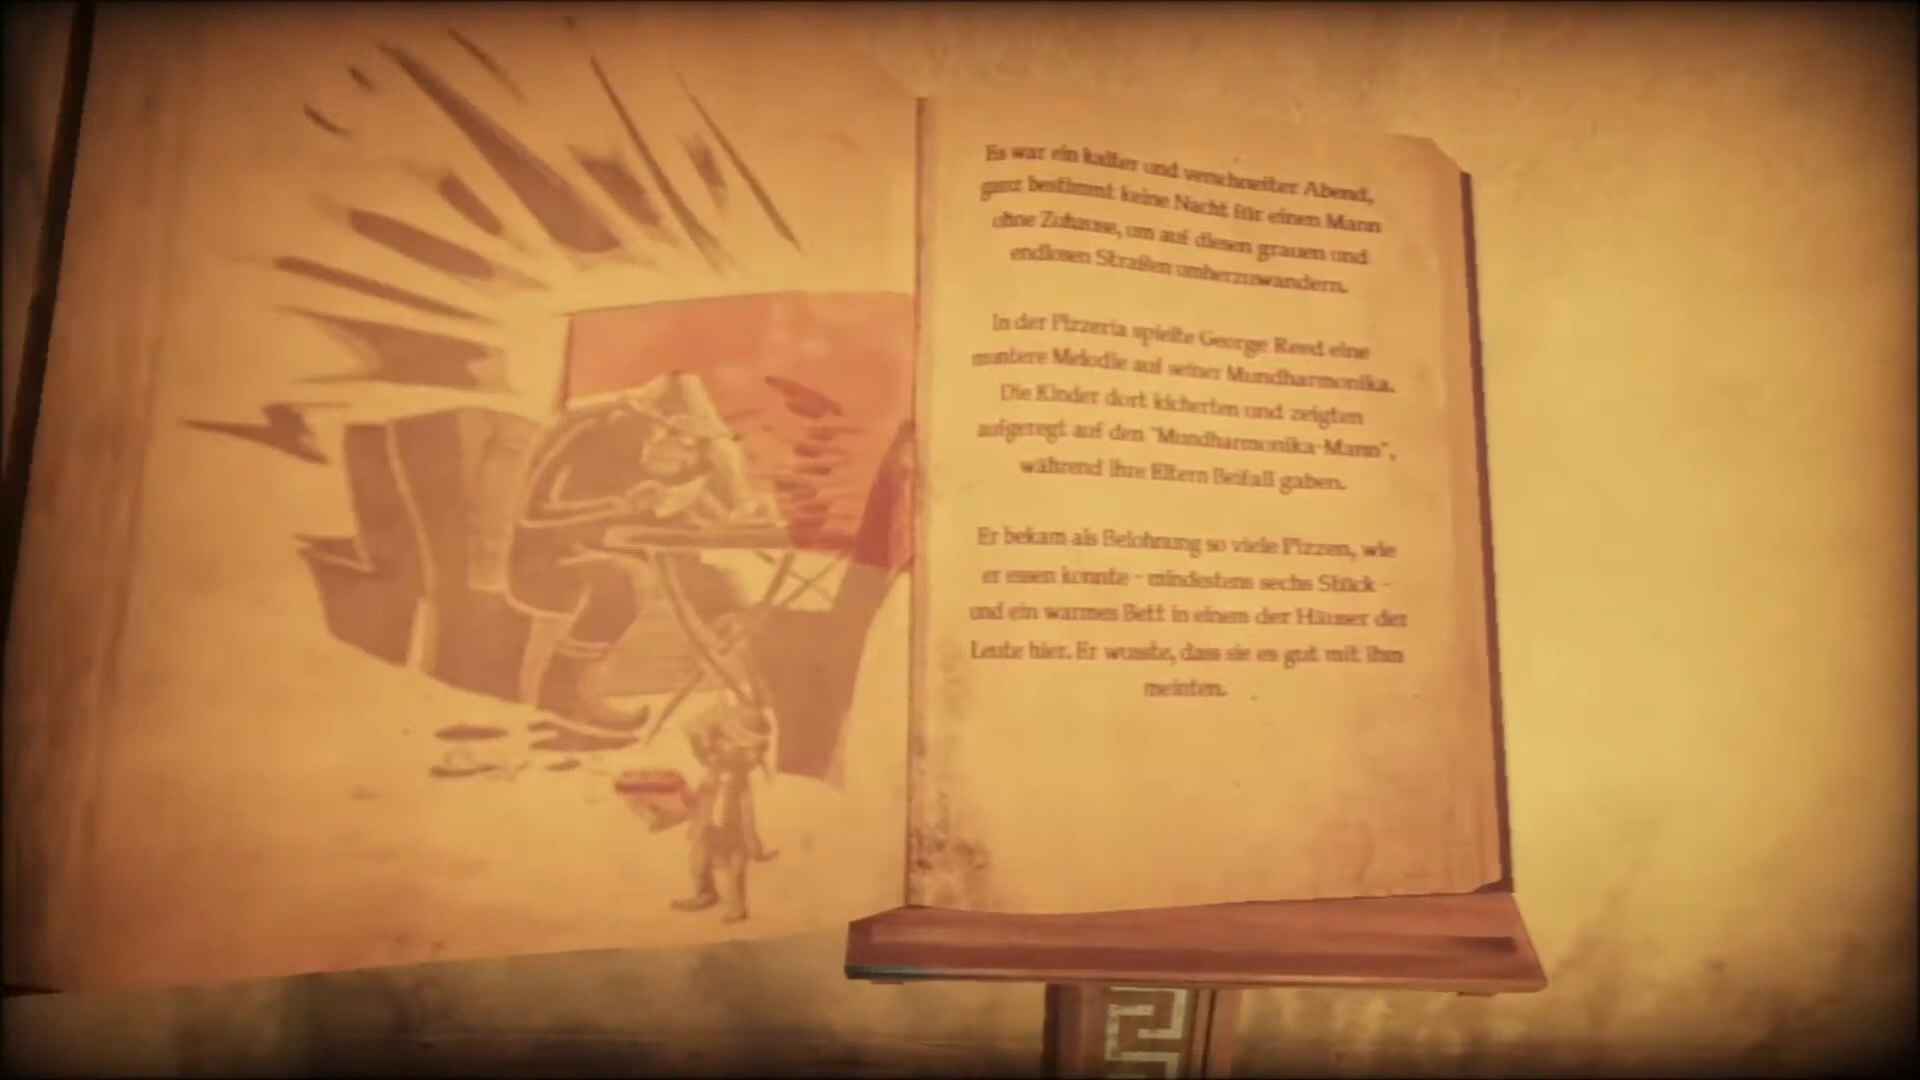 Es war ein kalter und verschneiter Abend,
ganz bestimmt keine Nacht für einen Mann
ohne Zuhause, um auf diesen grauen und
endlosen Straßen umherzuwandern.
In der Pizzeria spielte George Reed eine
muntere Melodie auf seiner Mundharmonika.
Die Kinder dort kicherten und zeigten
aufgeregt auf den "Mundharmonika-Mann",
während ihre Eltern Beifall gaben.
Er bekam als Belohnung so viele Pizzen, wie
er essen konnte - mindestens sechs Stück -
und ein warmes Bett in einem der Häuser der
Leute hier. Er wusste, dass sie es gut mit ihm
meinten.